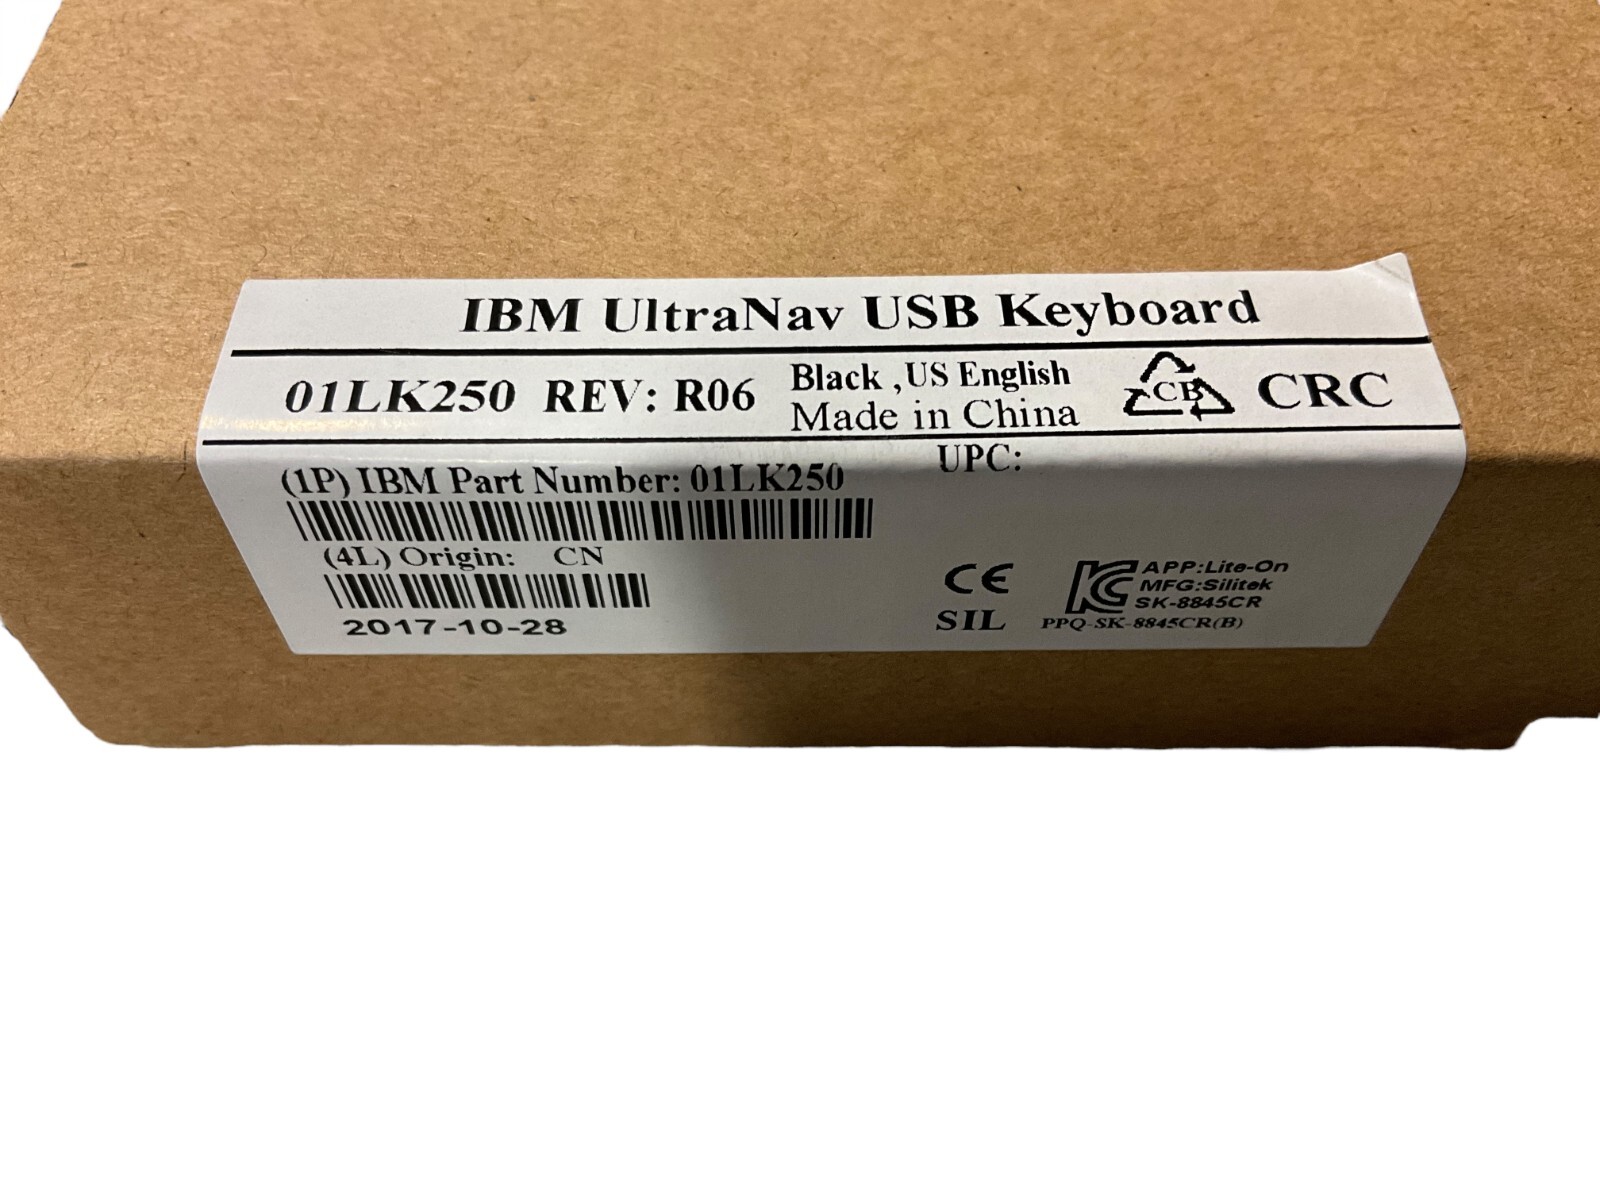 IBM UltraNav USB Keyboard
01LK250 REV: R06 Black ,US English
Made in China
CB CRC
(1P) IBM Part Number: 01LK250
UPC:
(4L) Origin: CN
2017-10-28
CE
SIL
KC
APP:Lite-On
MFG:Silitek
SK-8845CR
PPQ-SK-8845CR(B)